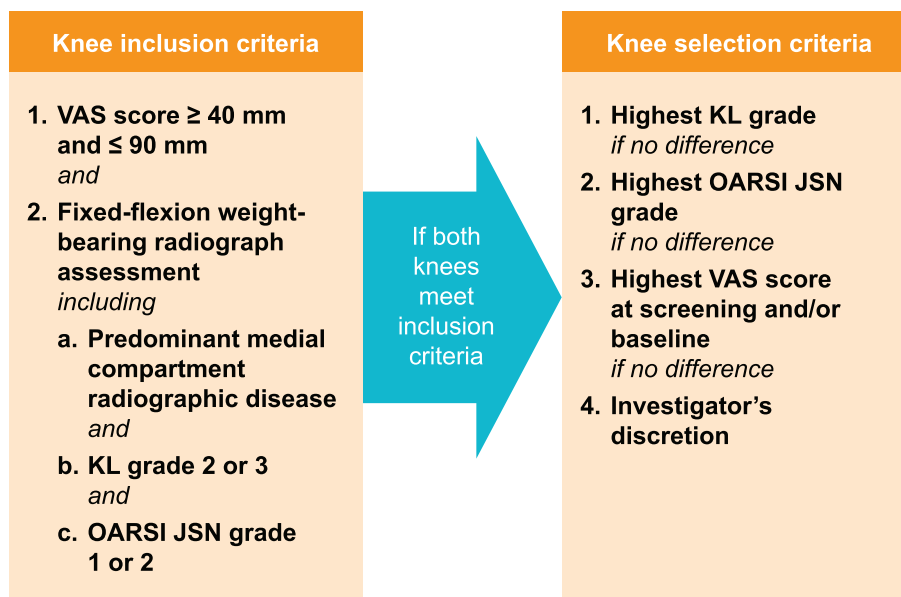 Knee inclusion criteria
1. VAS score ≥ 40 mm
and ≤ 90 mm
and
2. Fixed-flexion weight-
bearing radiograph
assessment
including
a. Predominant medial
compartment
radiographic disease
and
b. KL grade 2 or 3
and
c. OARSI JSN grade
1 or 2
If both
knees
meet
inclusion
criteria
Knee selection criteria
1. Highest KL grade
if no difference
2. Highest OARSI JSN
grade
if no difference
3. Highest VAS score
at screening and/or
baseline
if no difference
4. Investigator’s
discretion